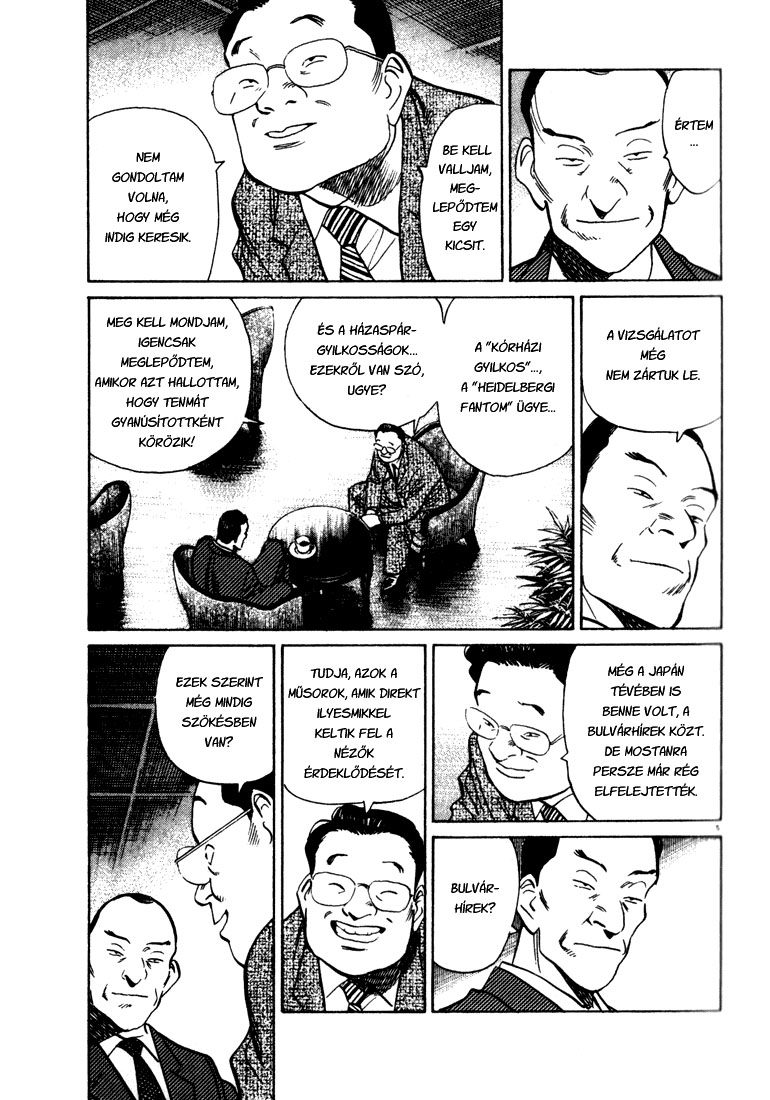 ÉRTEM
...
BE KELL
VALLJAM,
MEG-
LEPŐDTEM
EGY
KICSIT.
NEM
GONDOLTAM
VOLNA,
HOGY MÉG
INDIG KERESIK.
A VIZSGÁLATOT
MÉG
NEM ZÁRTUK LE.
A "KÓRHÁZI
GYILKOS"...,
A "HEIDELBERGI
FANTOM" ÜGYE...
ÉS A HÁZASPÁR-
GYILKOSSÁGOK...
EZEKRŐL VAN SZÓ,
UGYE?
MEG KELL MONDJAM,
IGENCSAK
MEGLEPŐDTEM,
AMIKOR AZT HALLOTTAM,
HOGY TENMÁT
GYANÚSÍTOTTKÉNT
KÖRÖZIK!
MÉG A JAPÁN
TÉVÉBEN IS
BENNE VOLT, A
BULVÁRHÍREK KÖZT.
DE MOSTANRA
PERSZE MÁR RÉG
ELFELEJTETTÉK.
5
BULVÁR-
HÍREK?
TUDJA, AZOK A
MŰSOROK, AMIK DIREKT
ILYESMIKKEL
KELTIK FEL A
NÉZŐK
ÉRDEKLŐDÉSÉT.
EZEK SZERINT
MÉG MINDIG
SZÖKÉSBEN
VAN?